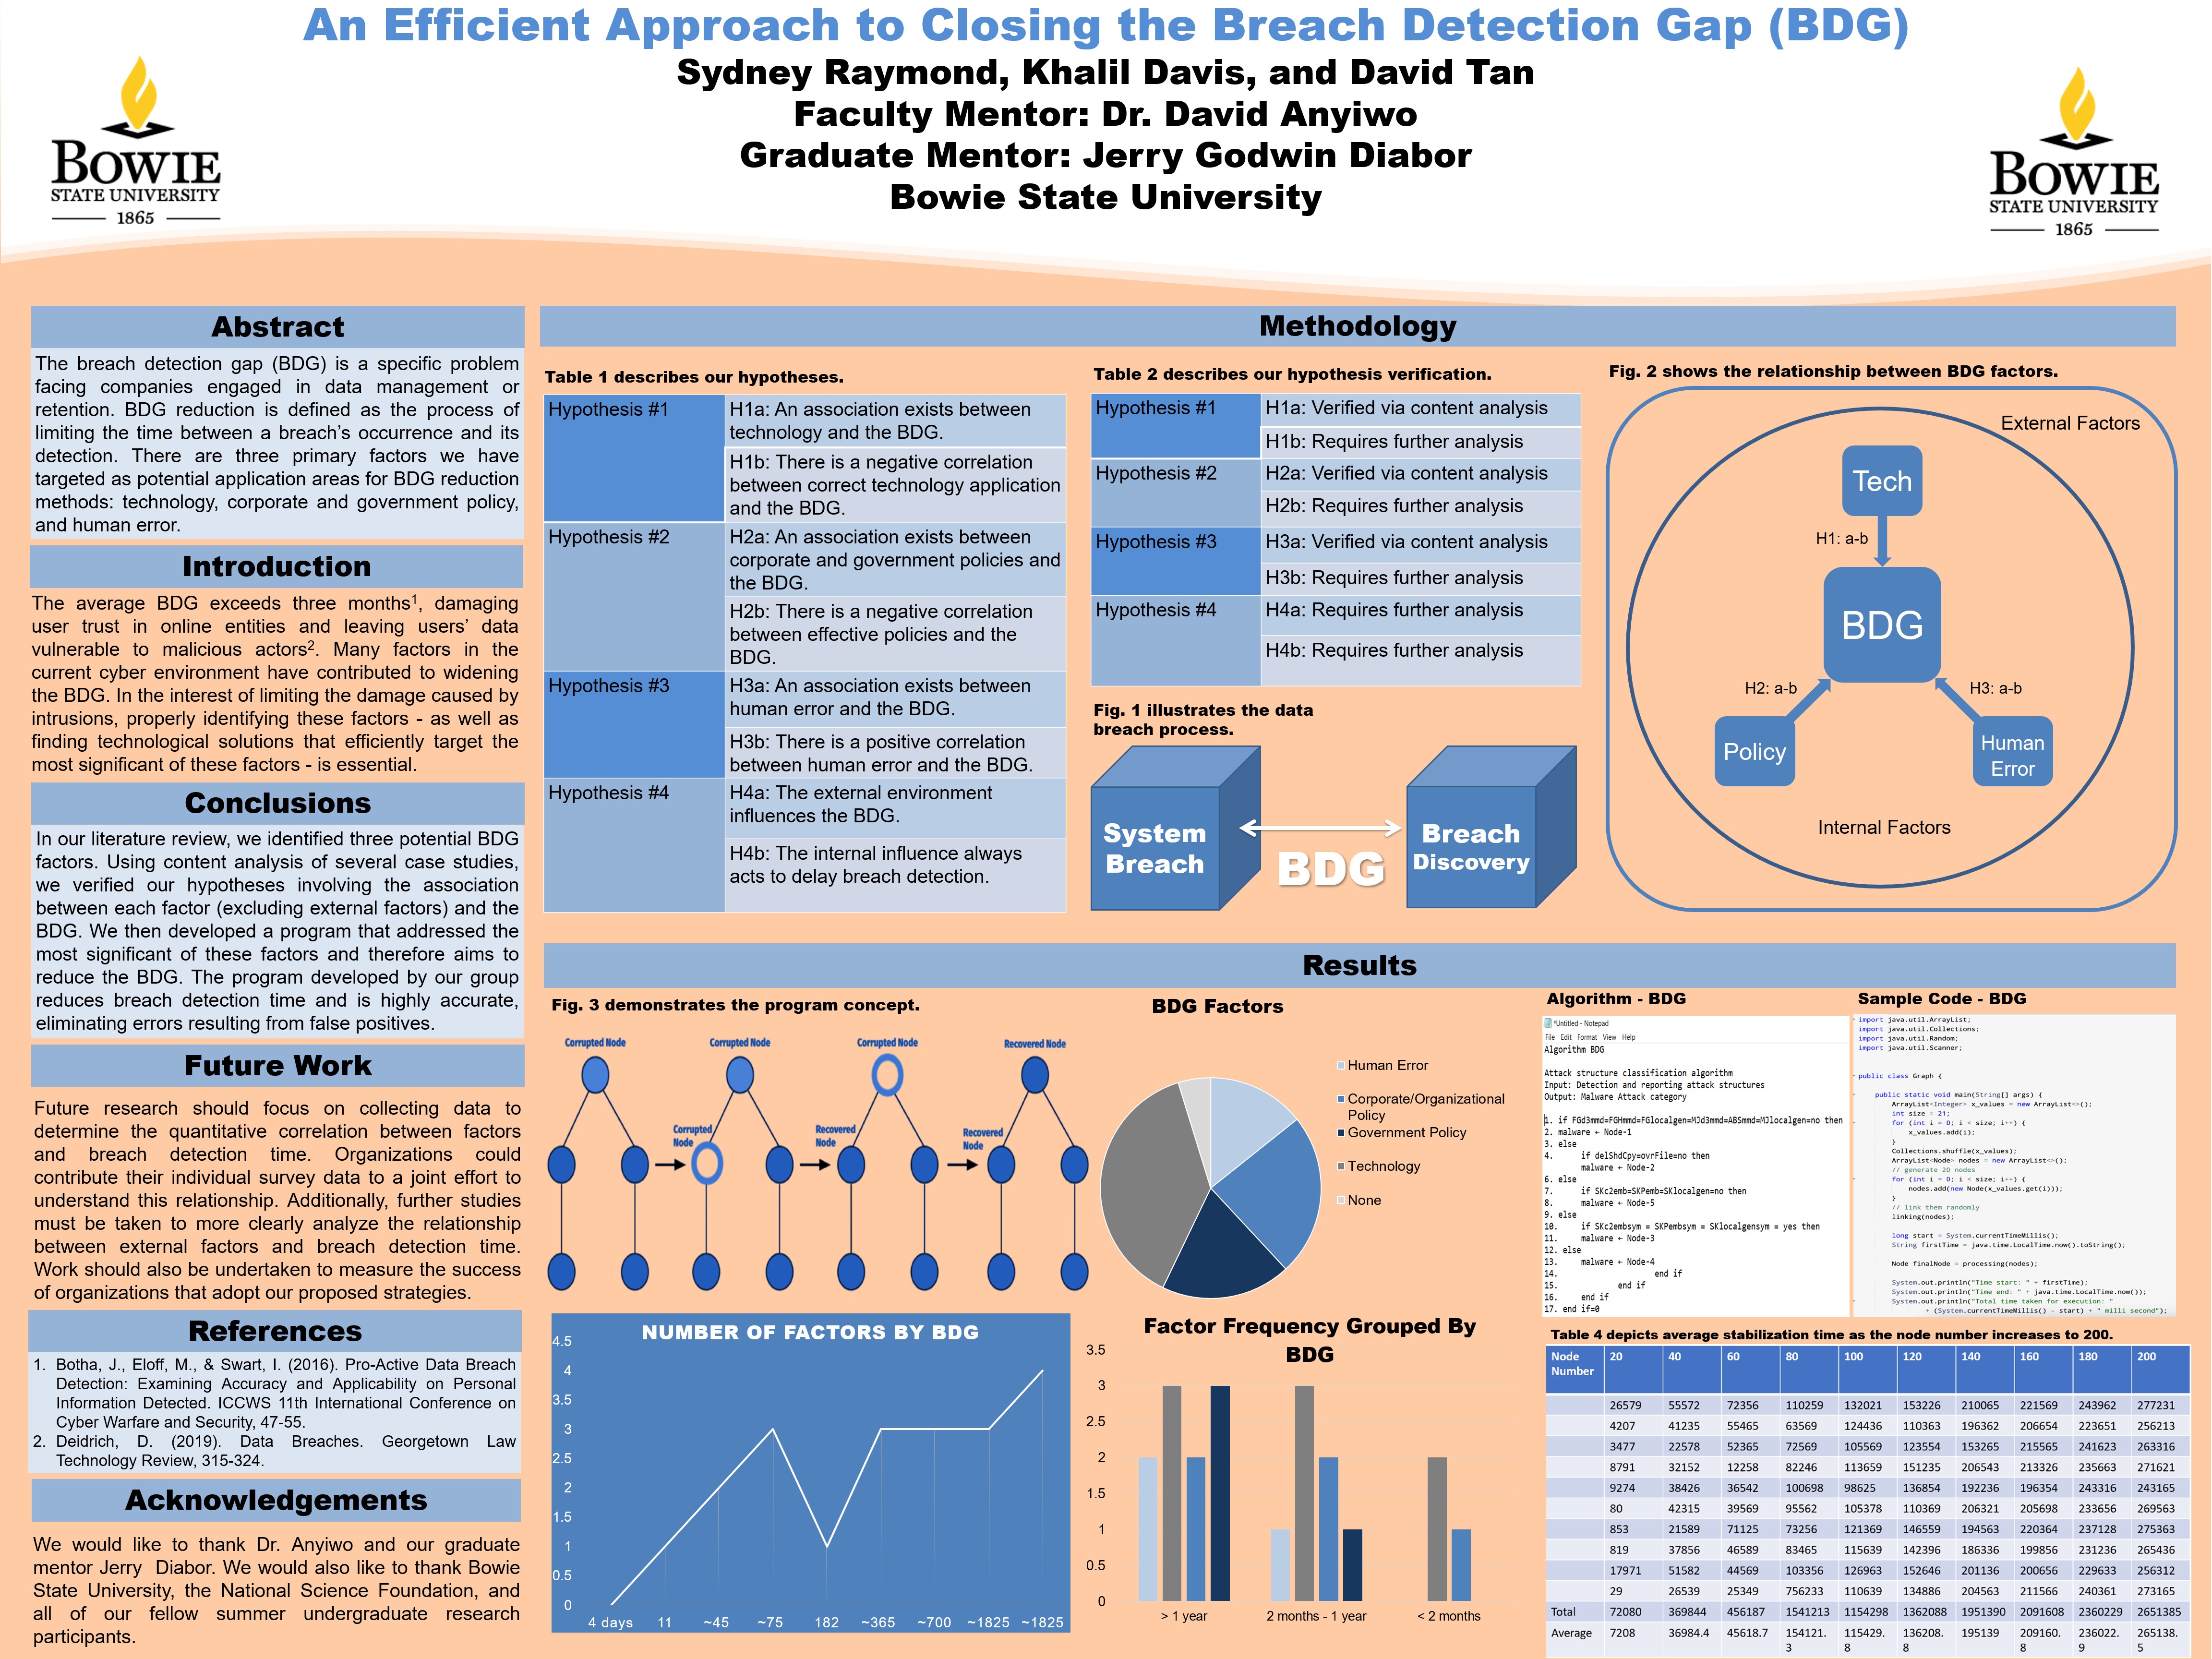 An Efficient Approach to Closing the Breach Detection Gap (BDG)
Sydney Raymond, Khalil Davis, and David Tan
Faculty Mentor: Dr. David Anyiwo
Graduate Mentor: Jerry Godwin Diabor
Bowie State University
BOWIE
STATE UNIVERSITY
1865
BOWIE
STATE UNIVERSITY
1865
Abstract
The breach detection gap (BDG) is a specific problem
facing companies engaged in data management or
retention. BDG reduction is defined as the process of
limiting the time between a breach's occurrence and its
detection. There are three primary factors we have
targeted as potential application areas for BDG reduction
methods: technology, corporate and government policy,
and human error.
Introduction
The average BDG exceeds three months1, damaging
user trust in online entities and leaving users' data
vulnerable to malicious actors2. Many factors in the
current cyber environment have contributed to widening
the BDG. In the interest of limiting the damage caused by
intrusions, properly identifying these factors - as well as
finding technological solutions that efficiently target the
most significant of these factors - is essential.
Conclusions
In our literature review, we identified three potential BDG
factors. Using content analysis of several case studies,
we verified our hypotheses involving the association
between each factor (excluding external factors) and the
BDG. We then developed a program that addressed the
most significant of these factors and therefore aims to
reduce the BDG. The program developed by our group
reduces breach detection time and is highly accurate,
eliminating errors resulting from false positives.
Future Work
Future research should focus on collecting data to
determine the quantitative correlation between factors
and breach detection time. Organizations could
contribute their individual survey data to a joint effort to
understand this relationship. Additionally, further studies
must be taken to more clearly analyze the relationship
between external factors and breach detection time.
Work should also be undertaken to measure the success
of organizations that adopt our proposed strategies.
References
1. Botha, J., Eloff, M., & Swart, I. (2016). Pro-Active Data Breach
Detection: Examining Accuracy and Applicability on Personal
Information Detected. ICCWS 11th International Conference on
Cyber Warfare and Security, 47-55.
2. Deidrich, D. (2019). Data Breaches. Georgetown Law
Technology Review, 315-324.
Acknowledgements
We would like to thank Dr. Anyiwo and our graduate
mentor Jerry Diabor. We would also like to thank Bowie
State University, the National Science Foundation, and
all of our fellow summer undergraduate research
participants.
Methodology
Table 1 describes our hypotheses.
Hypothesis #1
H1a: An association exists between
technology and the BDG.
H1b: There is a negative correlation
between correct technology application
and the BDG.
Hypothesis #2
H2a: An association exists between
corporate and government policies and
the BDG.
H2b: There is a negative correlation
between effective policies and the
BDG.
Hypothesis #3
H3a: An association exists between
human error and the BDG.
H3b: There is a positive correlation
between human error and the BDG.
Hypothesis #4
H4a: The external environment
influences the BDG.
H4b: The internal influence always
acts to delay breach detection.
Table 2 describes our hypothesis verification.
Hypothesis #1 H1a: Verified via content analysis
H1b: Requires further analysis
Hypothesis #2 H2a: Verified via content analysis
H2b: Requires further analysis
Hypothesis #3 H3a: Verified via content analysis
H3b: Requires further analysis
Hypothesis #4 H4a: Requires further analysis
H4b: Requires further analysis
Fig. 1 illustrates the data
breach process.
System
Breach
BDG
Breach
Discovery
Fig. 2 shows the relationship between BDG factors.
External Factors
Tech
H1: a-b
BDG
H2: a-b
H3: a-b
Policy
Human
Error
Internal Factors
Results
Fig. 3 demonstrates the program concept.
Corrupted Node
Corrupted Node
Corrupted Node
Recovered Node
Corrupted
Node
Recovered
Node
Recovered
Node
BDG Factors
Human Error
Corporate/Organizational
Policy
Government Policy
Technology
None
NUMBER OF FACTORS BY BDG
4.5
4
3.5
3
2.5
2
1.5
1
0.5
0
4 days 11 ~45 ~75 182 ~365 ~700 ~1825 ~1825
Factor Frequency Grouped By
BDG
3.5
3
2.5
2
1.5
1
0.5
0
> 1 year 2 months - 1 year < 2 months
Algorithm - BDG
*Untitled - Notepad
File Edit Format View Help
Algorithm BDG
Attack structure classification algorithm
Input: Detection and reporting attack structures
Output: Malware Attack category
1. if FGd3mmd=FGHmmd=FGlocalgen=MJd3mmd=ABSmmd=MJlocalgen=no then
2. malware ← Node-1
3. else
4. if delShdCpy=ovrFile=no then
malware ← Node-2
6. else
7. if SKc2emb=SKPemb=SKlocalgen=no then
8. malware ← Node-5
9. else
10. if SKc2embsym = SKPembsym = SKlocalgensym = yes then
11. malware ← Node-3
12. else
13. malware ← Node-4
14. end if
15. end if
16. end if
17. end if=0
Sample Code - BDG
import java.util.ArrayList;
import java.util.Collections;
import java.util.Random;
import java.util.Scanner;
public class Graph {
public static void main(String[] args) {
ArrayList<Integer> x_values = new ArrayList<>();
int size = 21;
for (int i = 0; i < size; i++) {
x_values.add(i);
}
Collections.shuffle(x_values);
ArrayList<Node> nodes = new ArrayList<>();
// generate 20 nodes
for (int i = 0; i < size; i++) {
nodes.add(new Node(x_values.get(i)));
}
// link them randomly
linking(nodes);
long start = System.currentTimeMillis();
String firstTime = java.time.LocalTime.now().toString();
Node finalNode = processing(nodes);
System.out.println("Time start: " + firstTime);
System.out.println("Time end: " + java.time.LocalTime.now());
System.out.println("Total time taken for execution: "
+ (System.currentTimeMillis() - start) + " milli second");
Table 4 depicts average stabilization time as the node number increases to 200.
Node
Number 20 40 60 80 100 120 140 160 180 200
26579 55572 72356 110259 132021 153226 210065 221569 243962 277231
4207 41235 55465 63569 124436 110363 196362 206654 223651 256213
3477 22578 52365 72569 105569 123554 153265 215565 241623 263316
8791 32152 12258 82246 113659 151235 206543 213326 235663 271621
9274 38426 36542 100698 98625 136854 192236 196354 243316 243165
80 42315 39569 95562 105378 110369 206321 205698 233656 269563
853 21589 71125 73256 121369 146559 194563 220364 237128 275363
819 37856 46589 83465 115639 142396 186336 199856 231236 265436
17971 51582 44569 103356 126963 152646 201136 200656 229633 256312
29 26539 25349 756233 110639 134886 204563 211566 240361 273165
Total 72080 369844 456187 1541213 1154298 1362088 1951390 2091608 2360229 2651385
Average 7208 36984.4 45618.7 154121. 115429. 136208. 195139 209160. 236022. 265138.
3 8 8 8 9 5